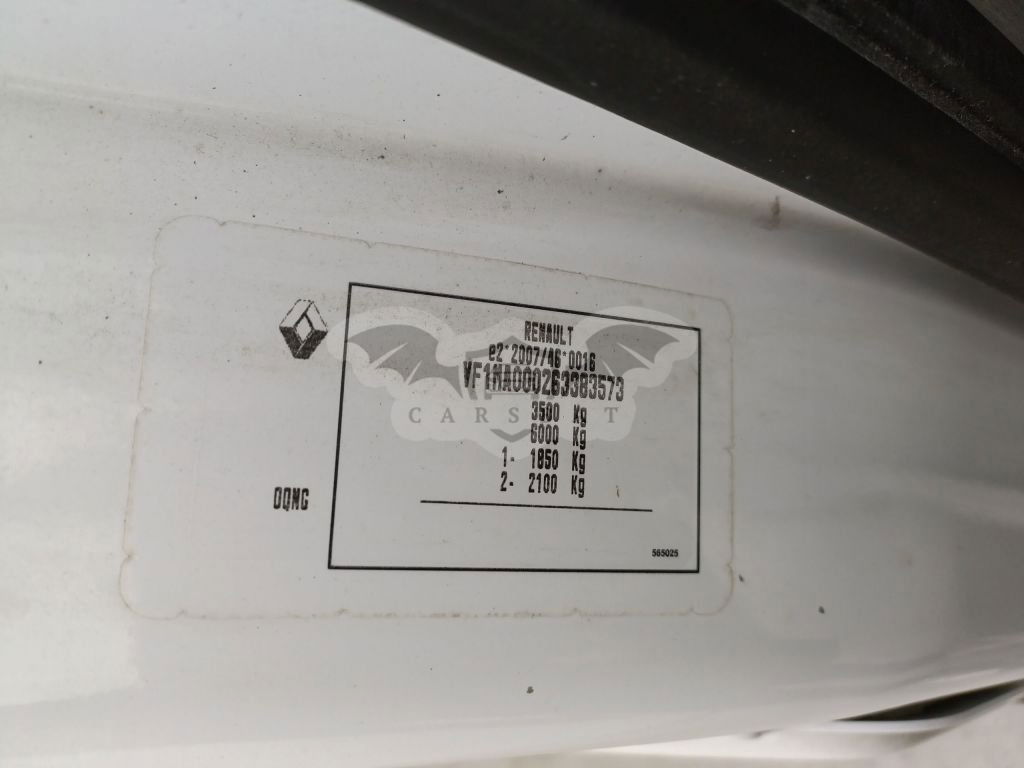 RENAULT
e2*2007/46*0016
VF1MA000263383573
3500 Kg
6000 Kg
1- 1850 Kg
2- 2100 Kg
DQNG
565025